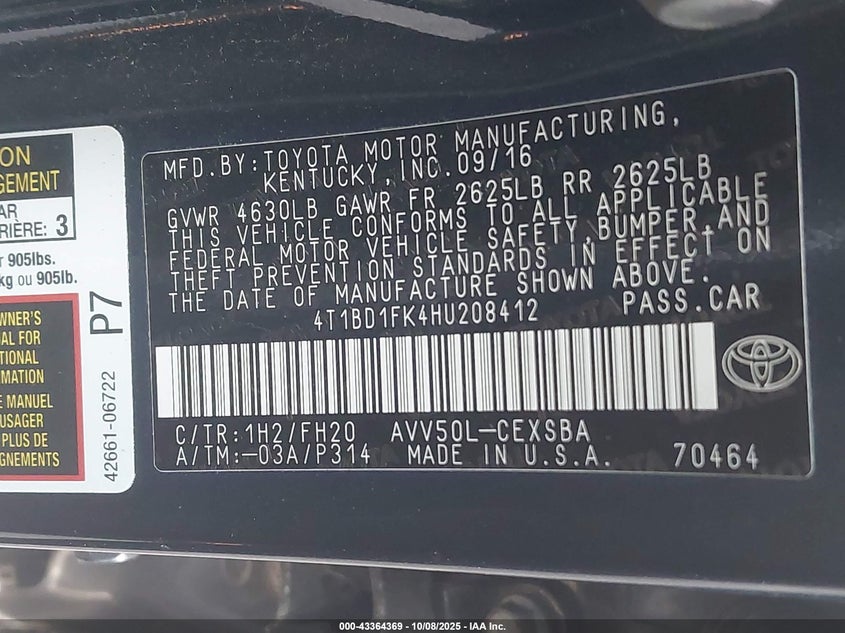 ON
GEMENT
AR
RIÈRE: 3
905lbs.
kg ou 905lb.
WNER'S
AL FOR
TIONAL
MATION
E MANUEL
USAGER
PLUS DE
GNEMENTS
P7
42661-06722
MFD.BY:TOYOTA MOTOR MANUFACTURING,
KENTUCKY,INC.09/16
GVWR 4630LB GAWR FR 2625LB RR 2625LB
THIS VEHICLE CONFORMS TO ALL APPLICABLE
FEDERAL MOTOR VEHICLE SAFETY,BUMPER,AND
THEFT PREVENTION STANDARDS IN EFFECT ON
THE DATE OF MANUFACTURE SHOWN ABOVE.
4T1BD1FK4HU208412 PASS.CAR
C/TR:1H2/FH20 AVV50L-CEXSBA
A/TM:-03A/P314 MADE IN U.S.A. 70464
000-43364369 - 10/08/2025 - IAA Inc.